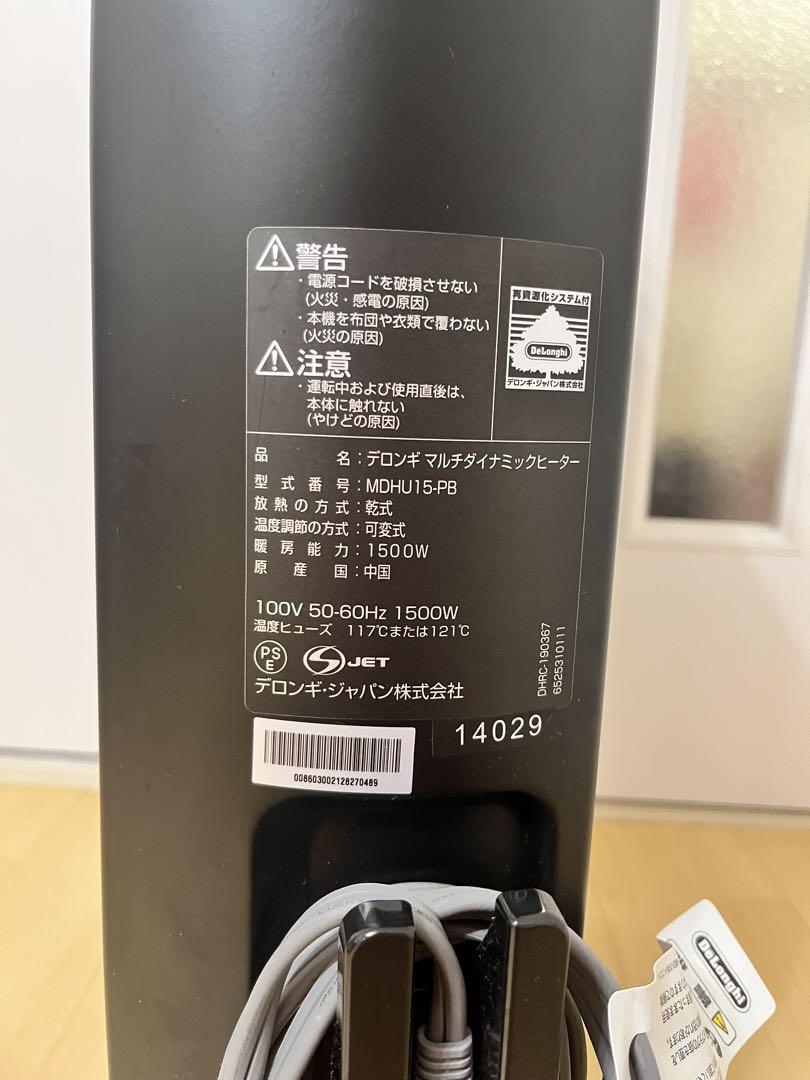 警告
・電源コードを破損させない
(火災・感電の原因)
・本機を布団や衣類で覆わない
(火災の原因)
注意
・運転中および使用直後は、
本体に触れない
(やけどの原因)
再資源化システム付
DeLonghi
デロンギ・ジャパン株式会社
品名：デロンギ マルチダイナミックヒーター
型式番号：MDHU15-PB
放熱の方式：乾式
温度調節の方式：可変式
暖房能力：1500W
原産国：中国
100V 50-60Hz 1500W
温度ヒューズ 117℃または121℃
PS
E
JET
デロンギ・ジャパン株式会社
DHRC-190367
6525310111
14029
008603002128270489
DeLonghi